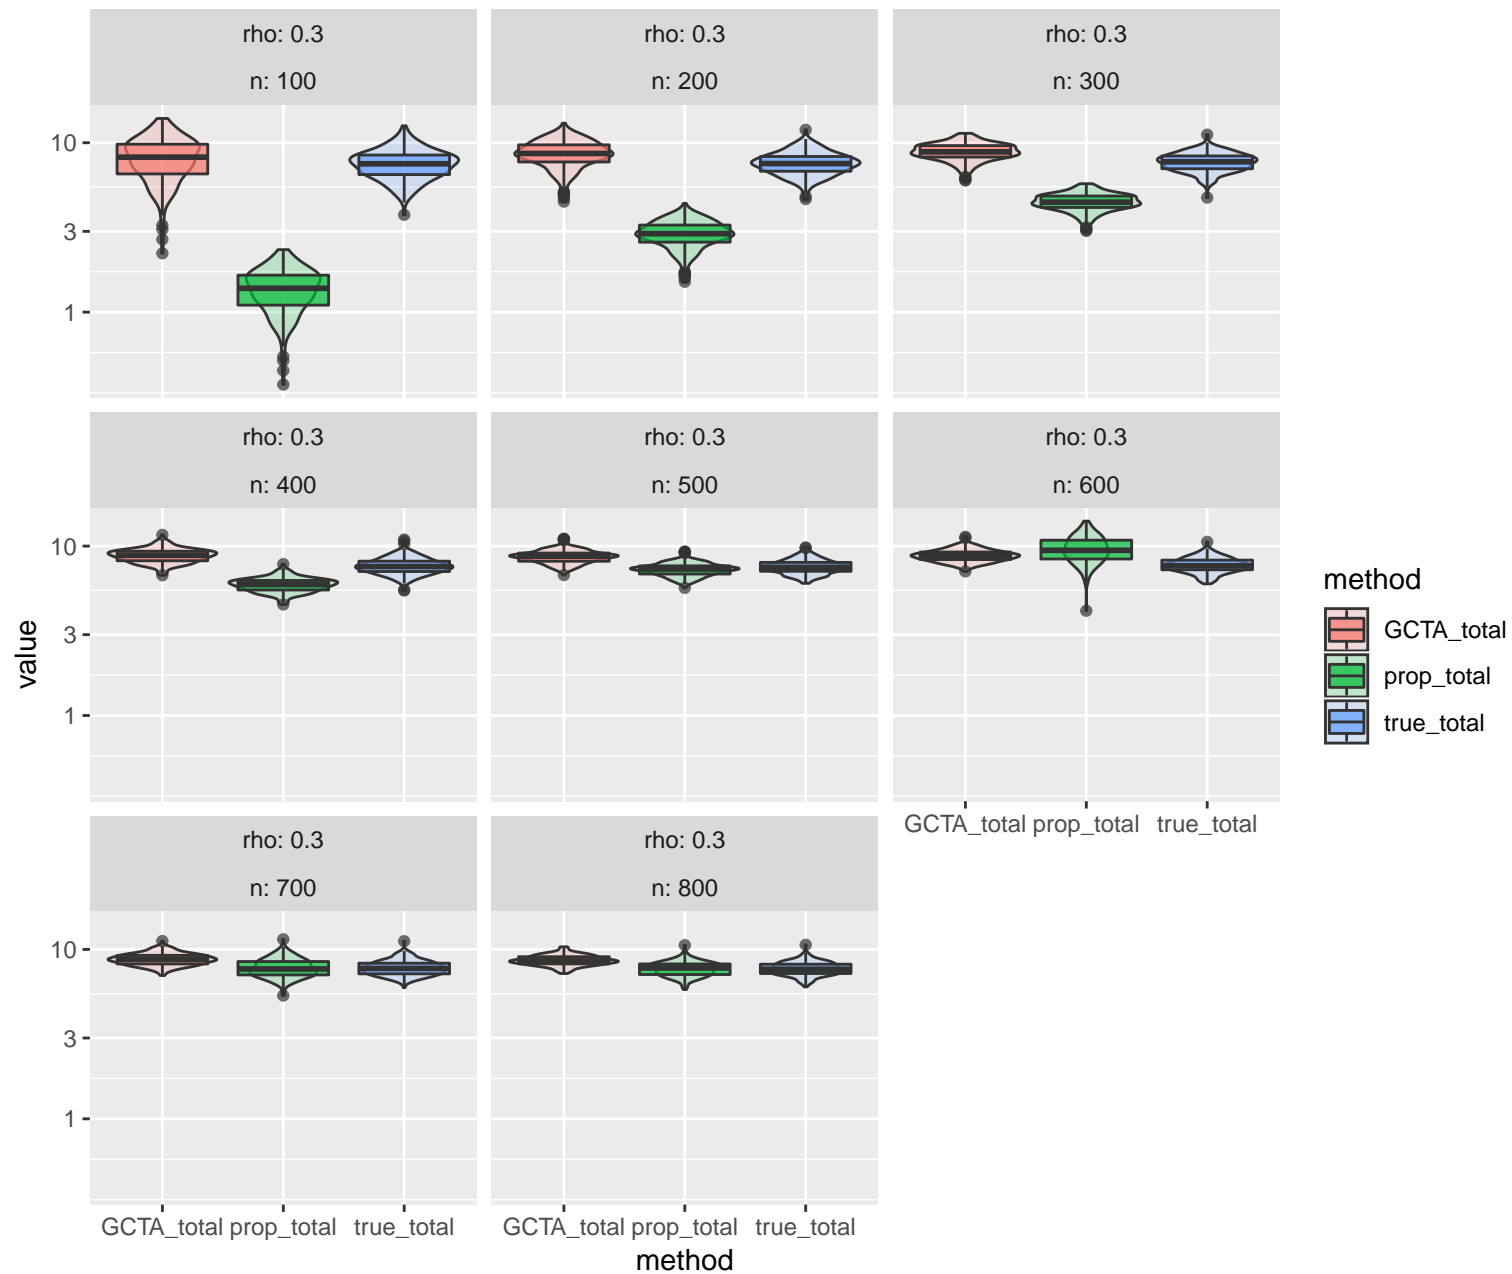 rho: 0.3
rho: 0.3
rho: 0.3
n: 100
n: 200
n: 300
10
3
1
rho: 0.3
rho: 0.3
rho: 0.3
n: 400
n: 500
n: 600
10
3
1
GCTA_total prop_total true_total
rho: 0.3
rho: 0.3
n: 700
n: 800
10
3
1
GCTA_total prop_total true_total
GCTA_total prop_total true_total
method
value
method
GCTA_total
prop_total
true_total